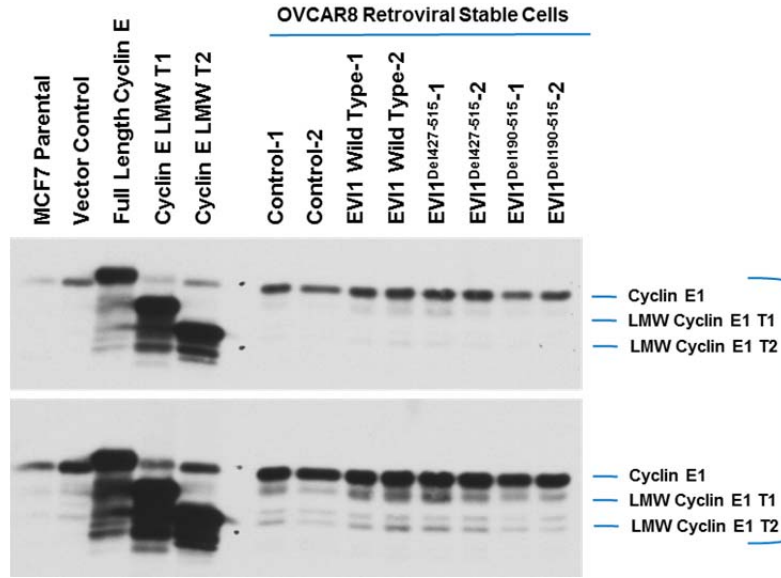 OVCAR8 Retroviral Stable Cells
MCF7 Parental
Vector Control
Full Length Cyclin E
Cyclin E LMW T1
Cyclin E LMW T2
Control-1
Control-2
EVI1 Wild Type-1
EVI1 Wild Type-2
EVI1Del427-515-1
EVI1Del427-515-2
EVI1Del190-515-1
EVI1Del190-515-2
Cyclin E1
LMW Cyclin E1 T1
LMW Cyclin E1 T2
Cyclin E1
LMW Cyclin E1 T1
LMW Cyclin E1 T2